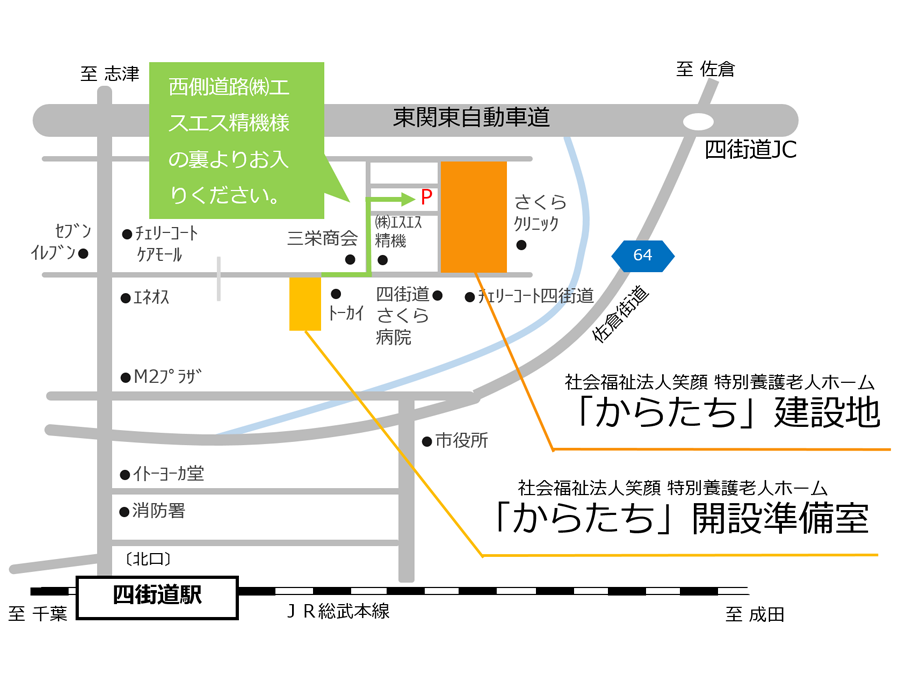 至 志津
至 佐倉
西側道路㈱エ
スエス精機様
の裏よりお入
りください。
東関東自動車道
四街道JC
P
さくら
ｸﾘﾆｯｸ
㈱ｴｽｴｽ
精機
ｾﾌﾞﾝ
ｲﾚﾌﾞﾝ
ﾁｪﾘｰｺｰﾄ
ｹｱﾓｰﾙ
三栄商会
64
ｴﾈｵｽ
ﾄｰｶｲ
四街道
さくら
病院
ﾁｪﾘｰｺｰﾄ四街道
佐倉街道
M2ﾌﾟﾗｻﾞ
社会福祉法人笑顔 特別養護老人ホーム
「からたち」建設地
市役所
ｲﾄｰﾖｰｶ堂
社会福祉法人笑顔 特別養護老人ホーム
「からたち」開設準備室
消防署
〔北口〕
四街道駅
至 千葉
ＪＲ総武本線
至 成田